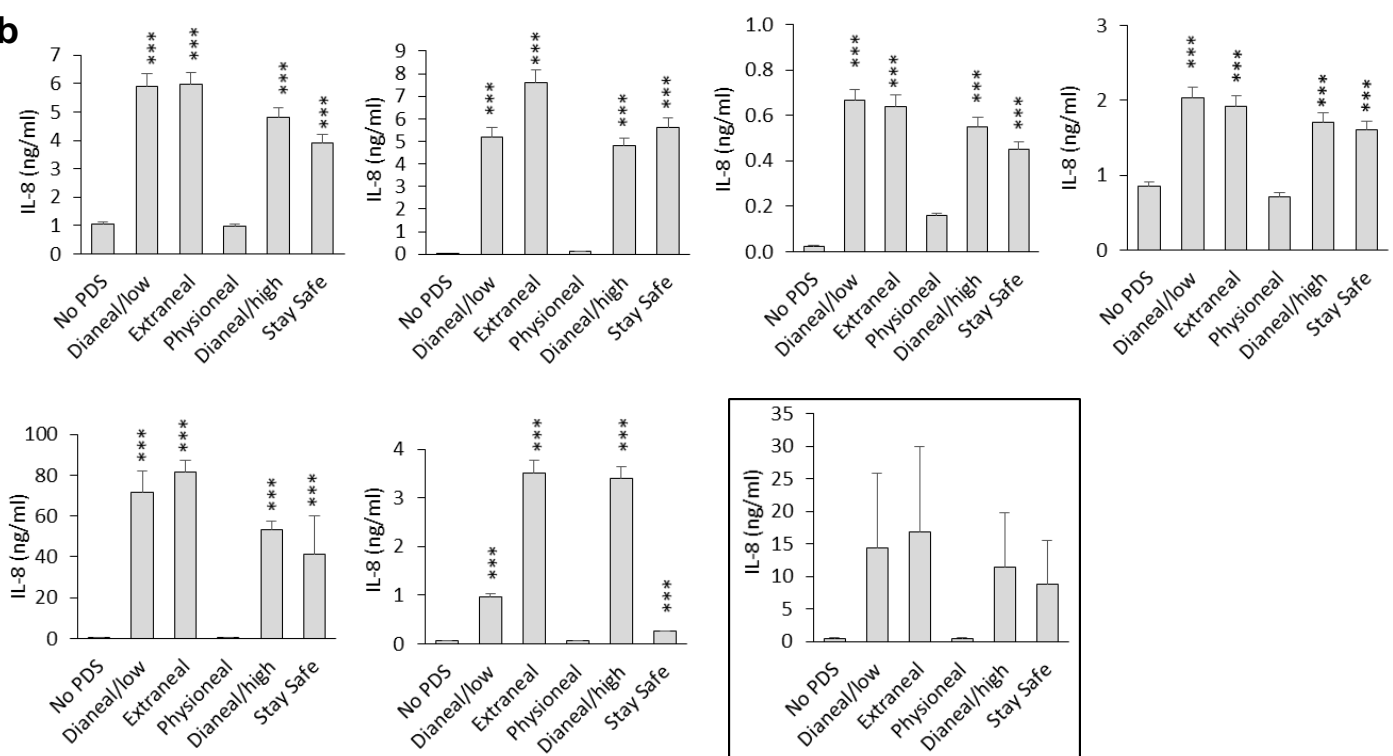 b
IL-8 (ng/ml)
7
6
5
4
3
2
1
0
***
***
***
***
No PDS
Dianeal/low
Extraneal
Physioneal
Dianeal/high
Stay Safe
IL-8 (ng/ml)
9
8
7
6
5
4
3
2
1
0
***
***
***
***
No PDS
Dianeal/low
Extraneal
Physioneal
Dianeal/high
Stay Safe
IL-8 (ng/ml)
1.0
0.8
0.6
0.4
0.2
0.0
***
***
***
***
No PDS
Dianeal/low
Extraneal
Physioneal
Dianeal/high
Stay Safe
IL-8 (ng/ml)
3
2
1
0
***
***
***
***
No PDS
Dianeal/low
Extraneal
Physioneal
Dianeal/high
Stay Safe
IL-8 (ng/ml)
100
80
60
40
20
0
***
***
***
***
No PDS
Dianeal/low
Extraneal
Physioneal
Dianeal/high
Stay Safe
IL-8 (ng/ml)
4
3
2
1
0
***
***
***
***
No PDS
Dianeal/low
Extraneal
Physioneal
Dianeal/high
Stay Safe
IL-8 (ng/ml)
35
30
25
20
15
10
5
0
No PDS
Dianeal/low
Extraneal
Physioneal
Dianeal/high
Stay Safe